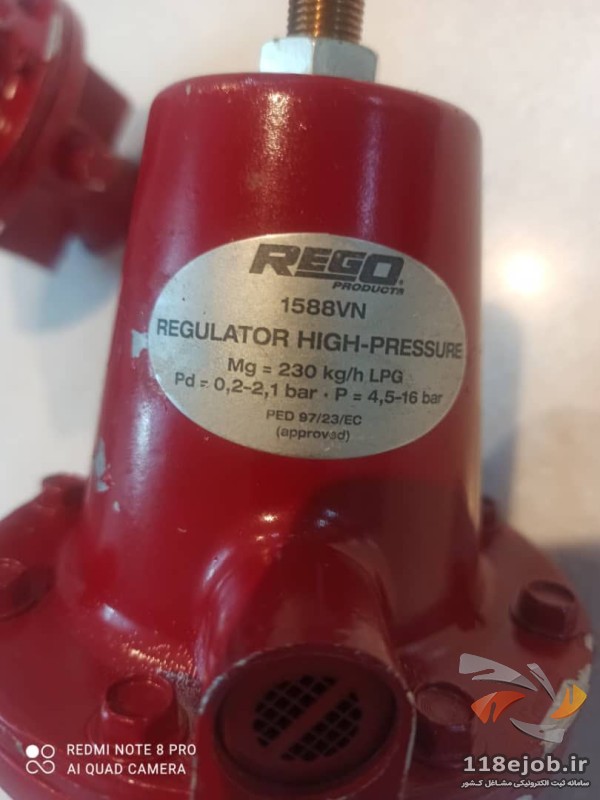 REGO
PRODUCTS
1588VN
REGULATOR HIGH-PRESSURE
Mg = 230 kg/h LPG
Pd = 0,2-2,1 bar · P = 4,5-16 bar
PED 97/23/EC
(approved)
REDMI NOTE 8 PRO
AI QUAD CAMERA
118ejob.ir
سامانه ثبت الکترونیکی مشاغل کشور